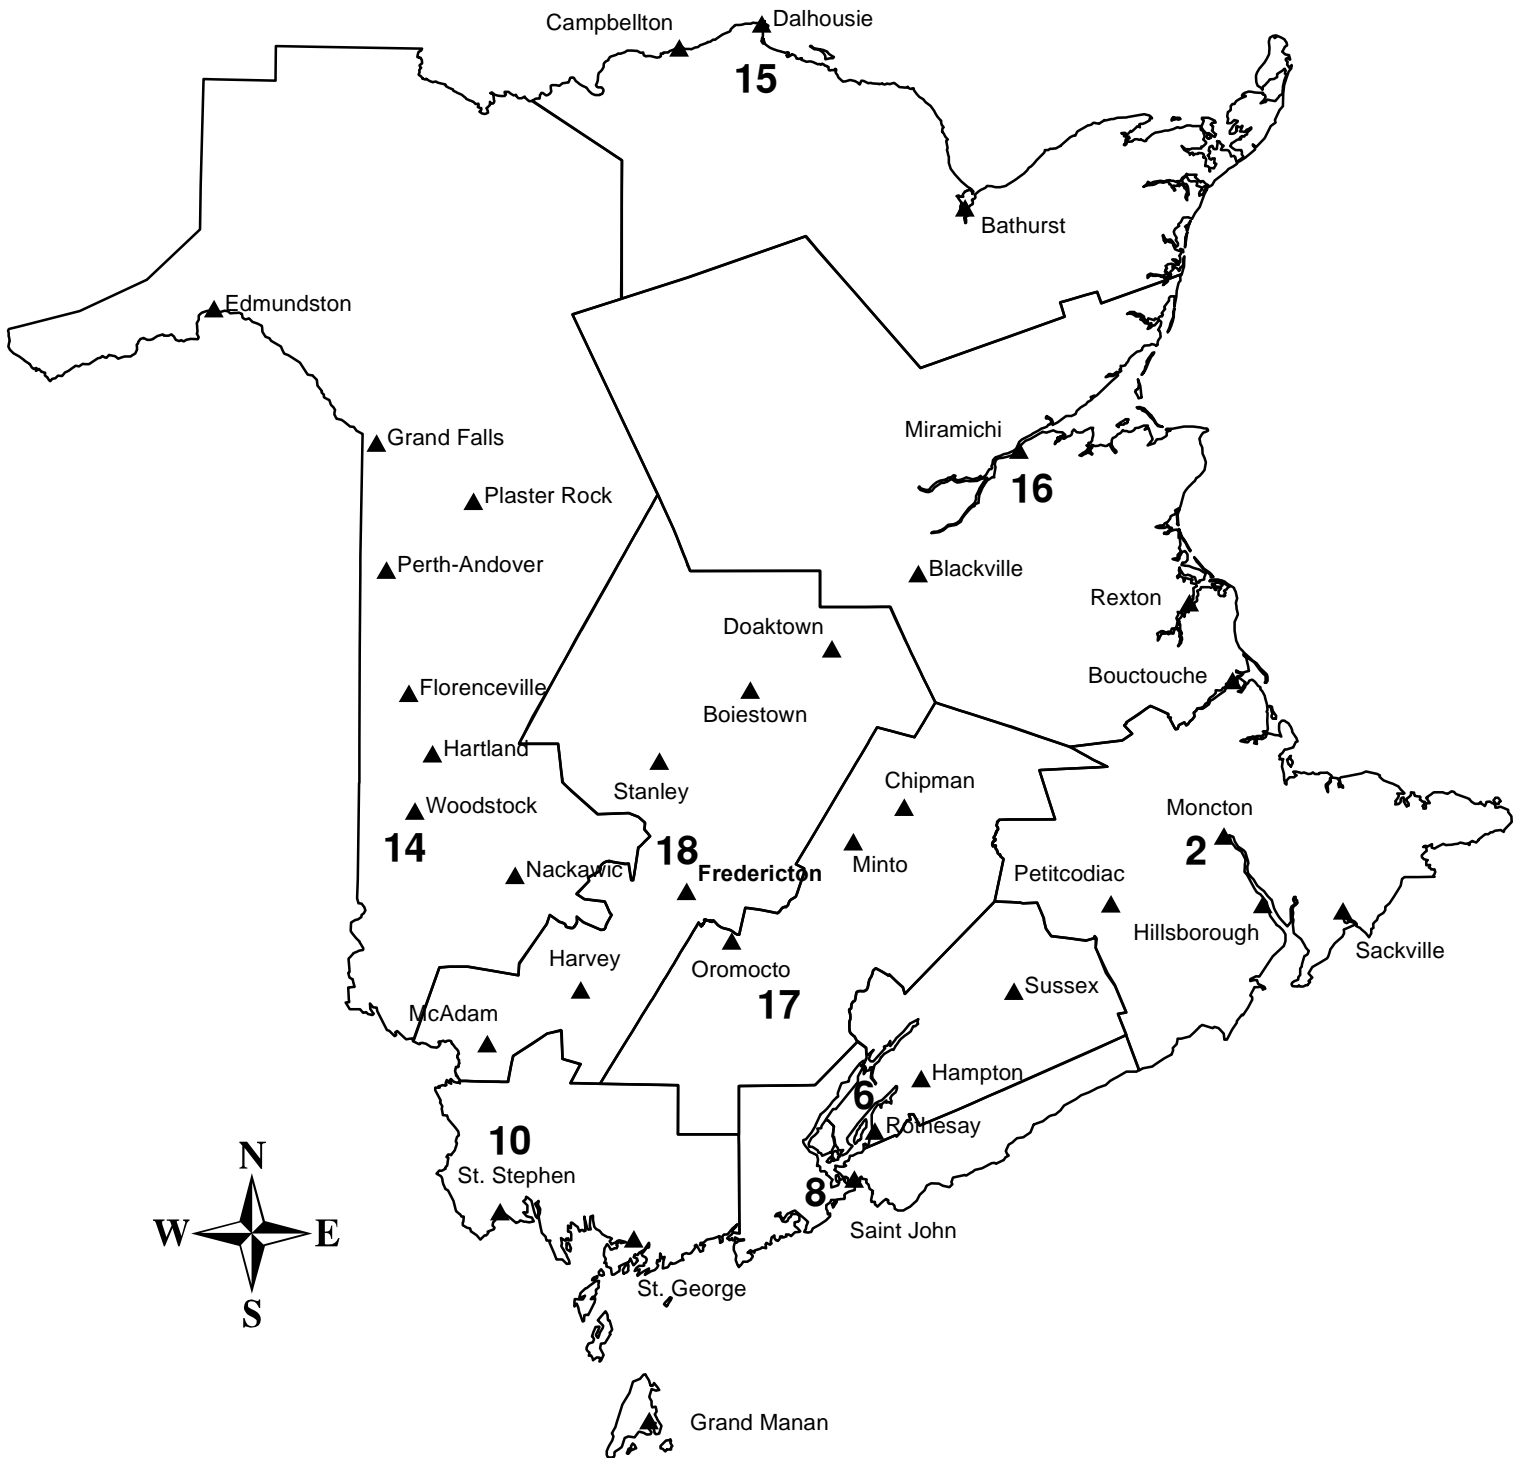 Dalhousie
Campbellton
15
Bathurst
Edmundston
Miramichi
Grand Falls
16
Plaster Rock
Perth-Andover
Blackville
Rexton
Doaktown
Bouctouche
Florenceville
Boiestown
Hartland
Chipman
Stanley
Woodstock
Moncton
14
18
2
Minto
Nackawic
Fredericton
Petitcodiac
Hillsborough
Sackville
Harvey
Oromocto
Sussex
17
McAdam
Hampton
6
Rothesay
10
N
St. Stephen
8
W
E
Saint John
St. George
S
Grand Manan